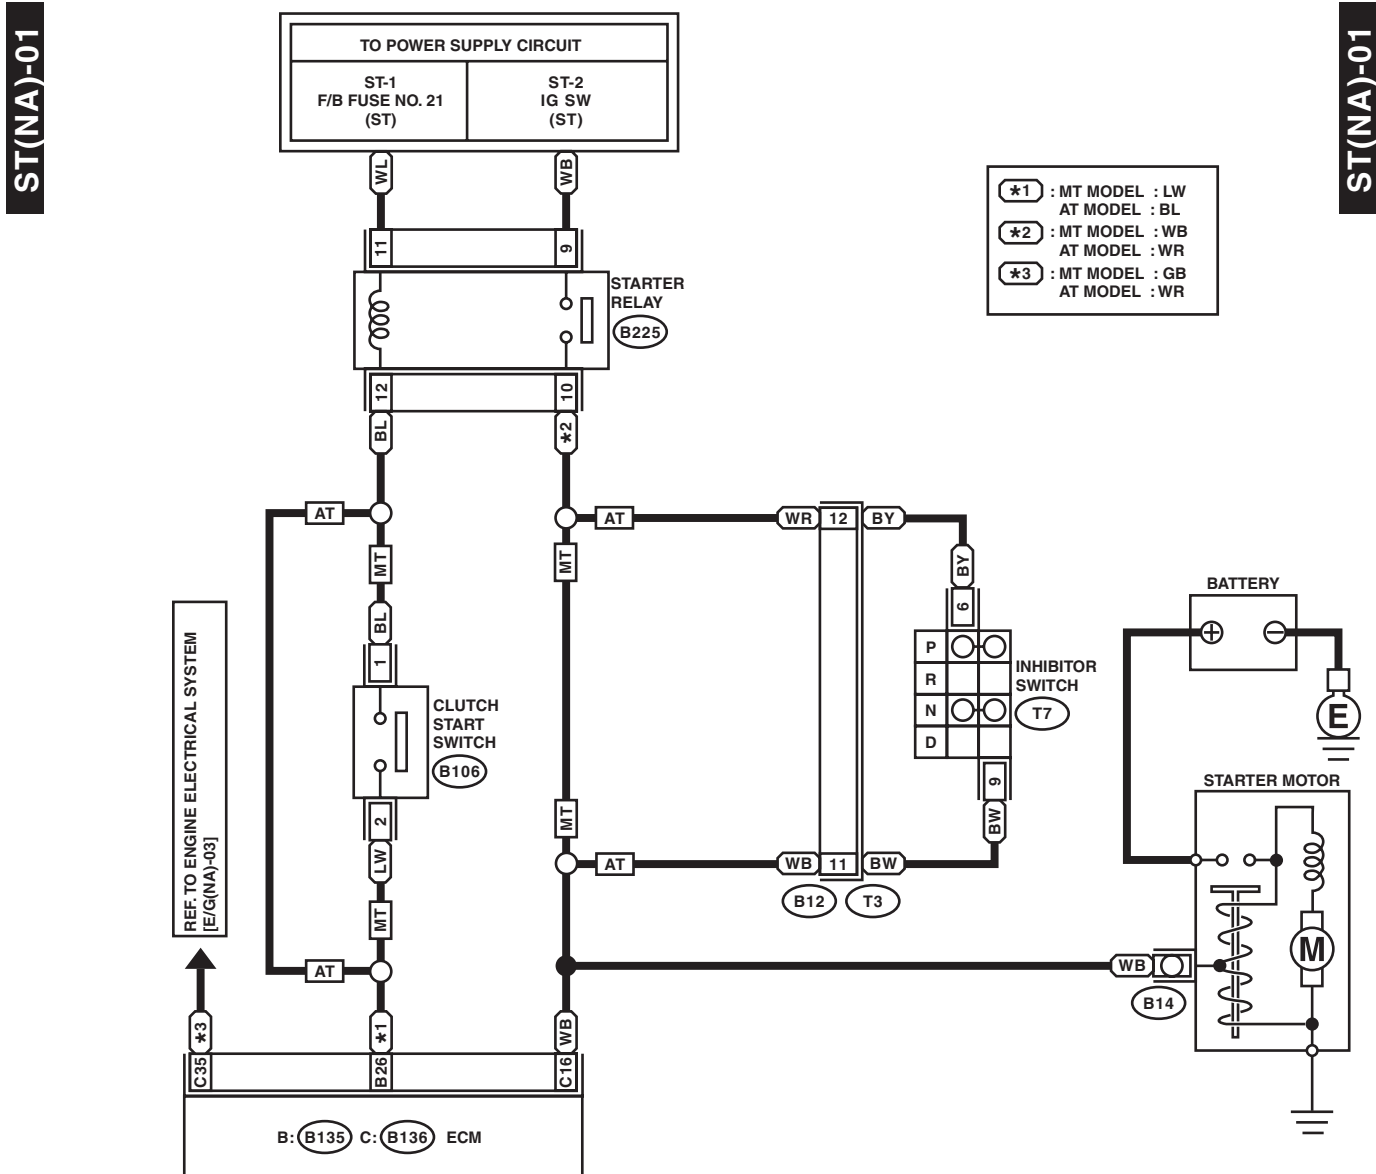 ST(NA)-01
ST(NA)-01
TO POWER SUPPLY CIRCUIT
ST-1
F/B FUSE NO. 21
(ST)
ST-2
IG SW
(ST)
WL
WB
11
9
STARTER
RELAY
B225
12
10
BL
*2
*1 : MT MODEL : LW
AT MODEL : BL
*2 : MT MODEL : WB
AT MODEL : WR
*3 : MT MODEL : GB
AT MODEL : WR
AT
AT
WR
12
BY
MT
MT
BY
BL
6
1
P
R
N
D
INHIBITOR
SWITCH
T7
BATTERY
+
−
E
CLUTCH
START
SWITCH
B106
9
BW
2
MT
LW
AT
WB
11
BW
B12
T3
MT
AT
STARTER MOTOR
M
WB
B14
REF. TO ENGINE ELECTRICAL SYSTEM
[E/G(NA)-03]
*3
*1
WB
C35
B26
C16
B: B135 C: B136 ECM